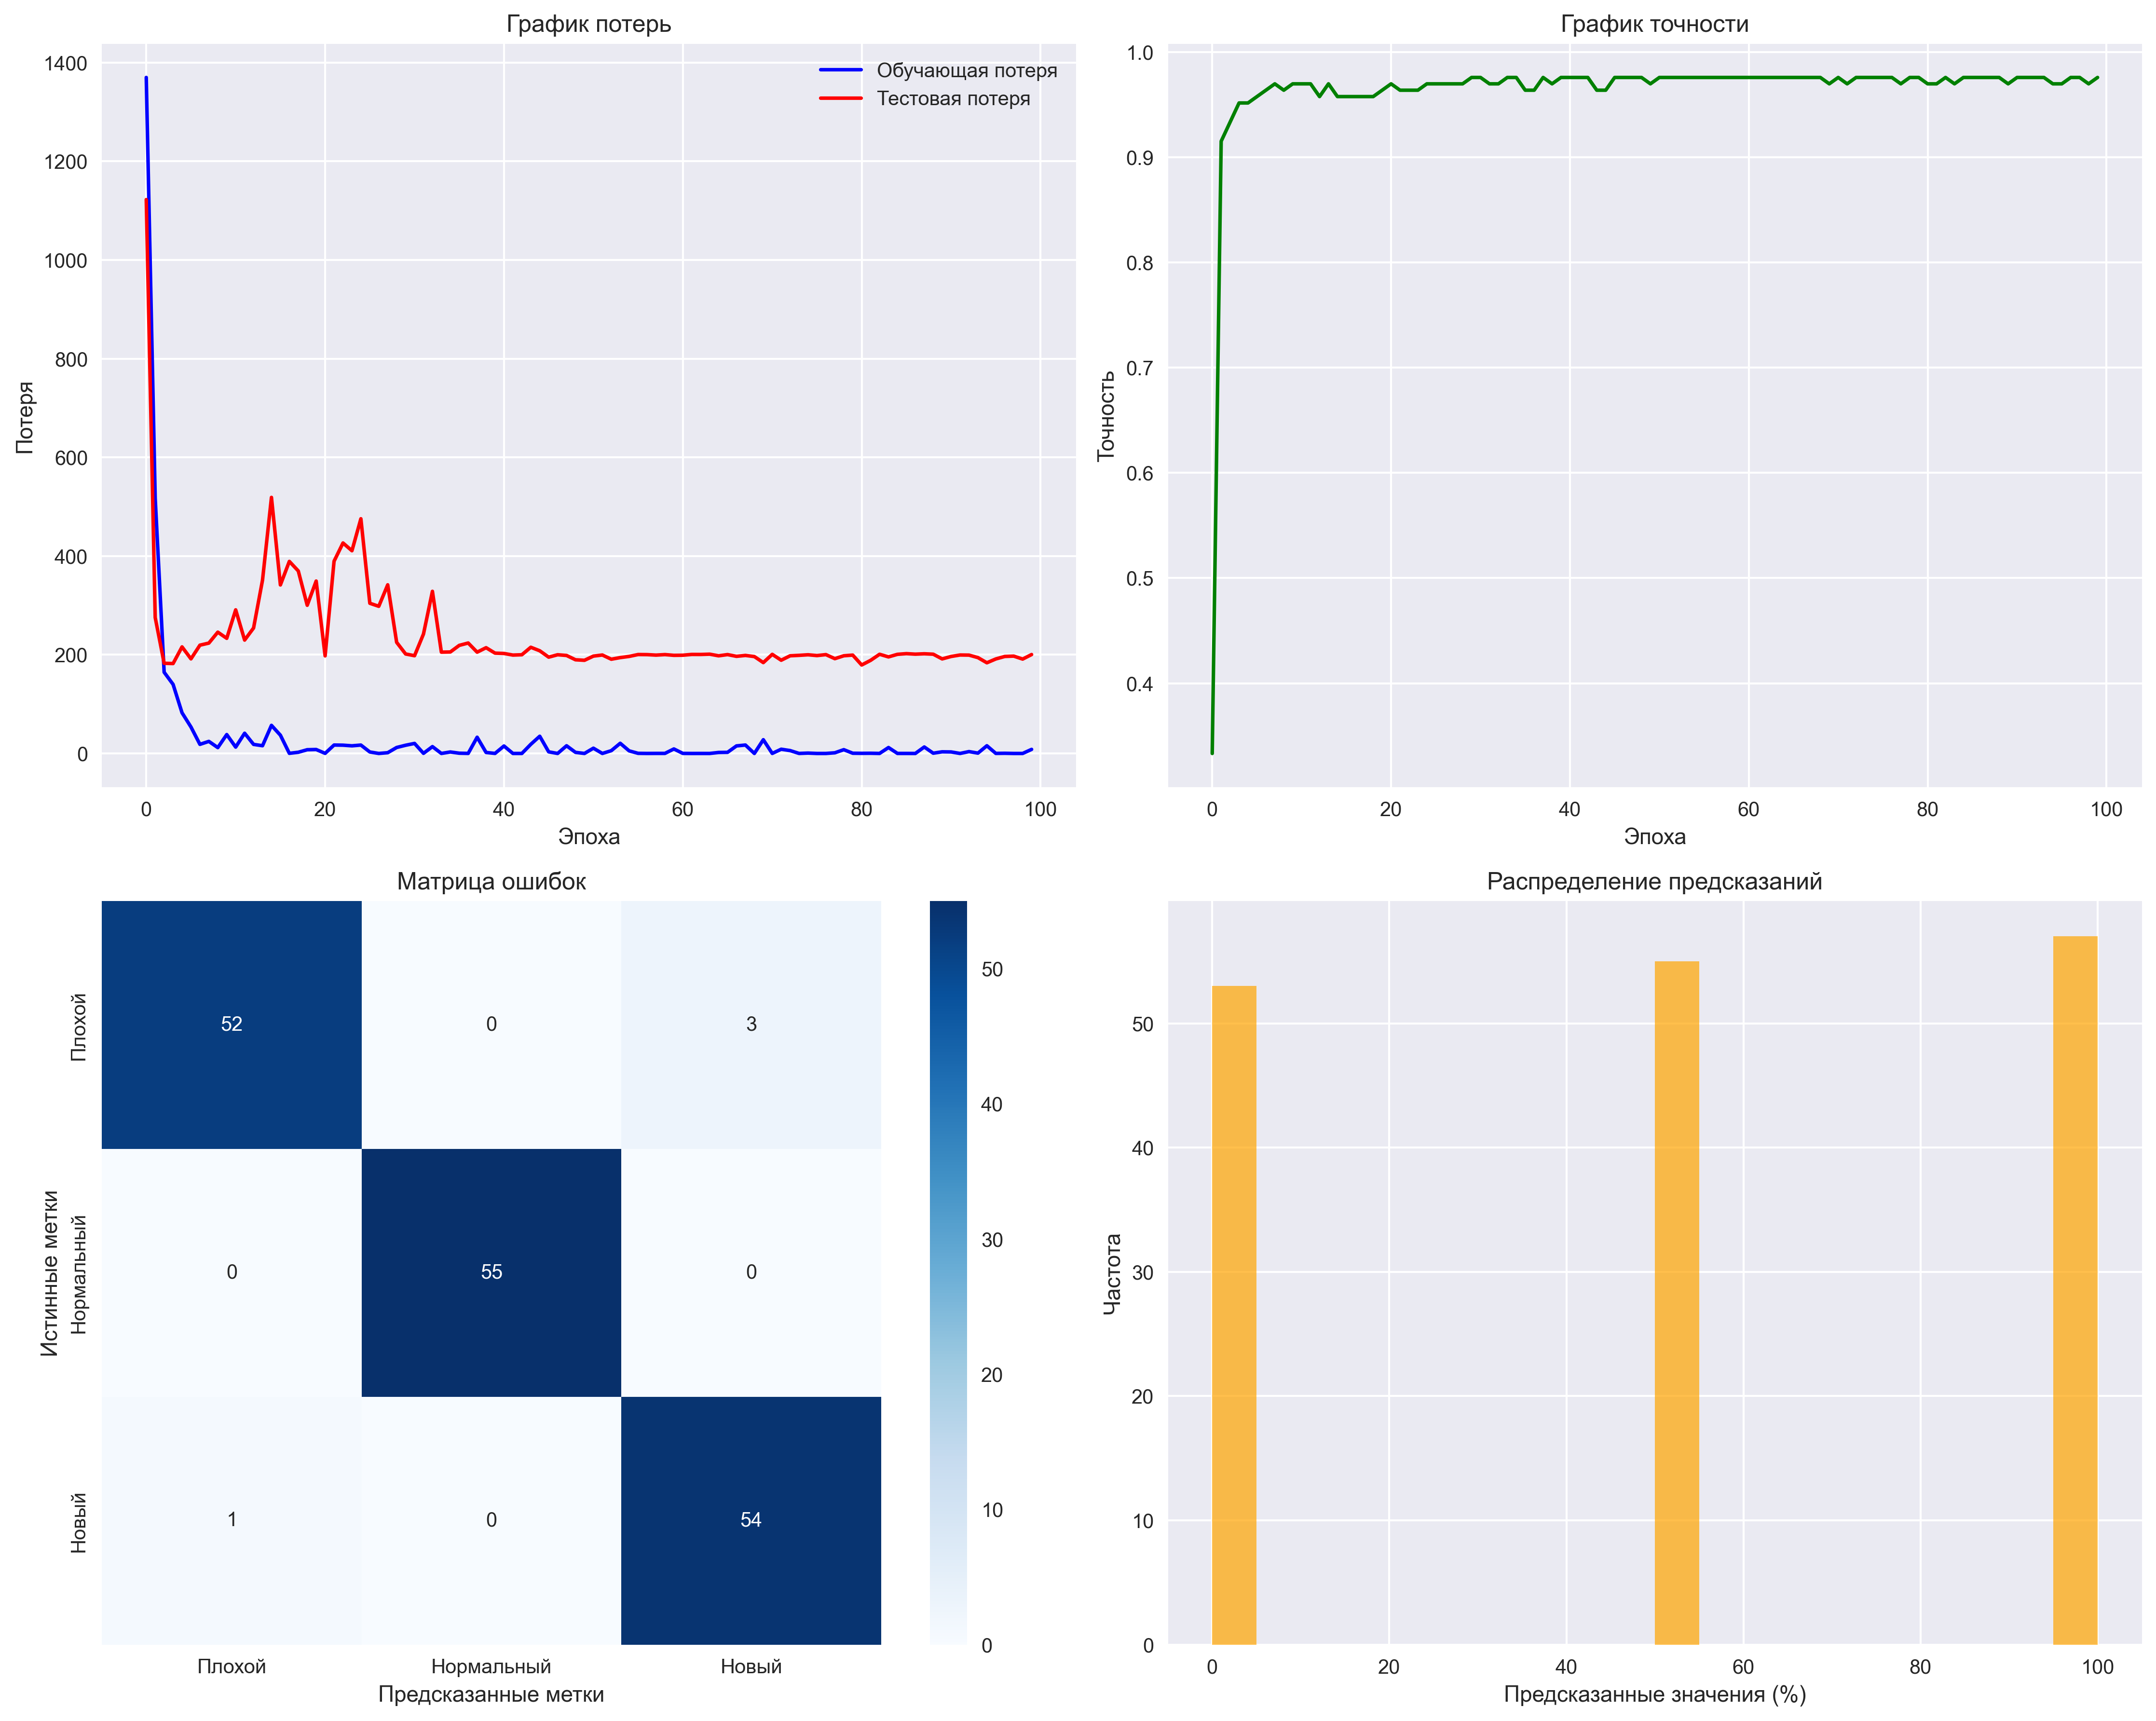 График потерь
1400
1200
1000
800
600
400
200
0
Потеря
Обучающая потеря
Тестовая потеря
0 20 40 60 80 100
Эпоха
График точности
1.0
0.9
0.8
0.7
0.6
0.5
0.4
Точность
0 20 40 60 80 100
Эпоха
Матрица ошибок
Истинные метки
Плохой
52 0 3
Нормальный
0 55 0
Новый
1 0 54
Плохой Нормальный Новый
Предсказанные метки
50
40
30
20
10
0
Распределение предсказаний
50
40
30
20
10
0
Частота
0 20 40 60 80 100
Предсказанные значения (%)